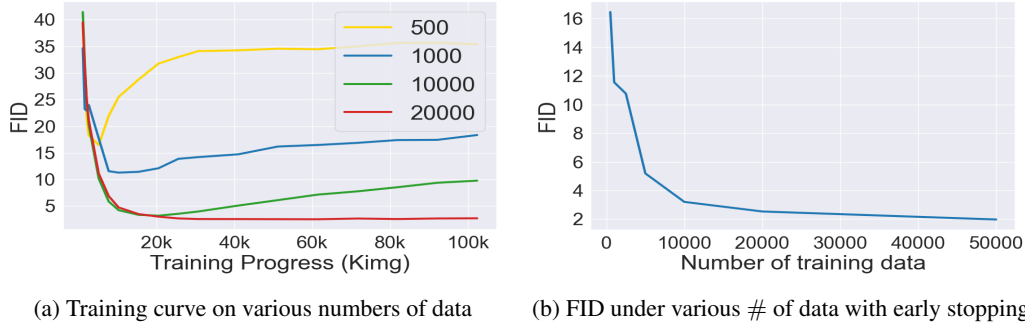 40
35
30
25
20
15
10
5
FID
20k 40k 60k 80k 100k
Training Progress (Kimg)
500
1000
10000
20000
(a) Training curve on various numbers of data
16
14
12
10
8
6
4
2
FID
0 10000 20000 30000 40000 50000
Number of training data
(b) FID under various # of data with early stopping